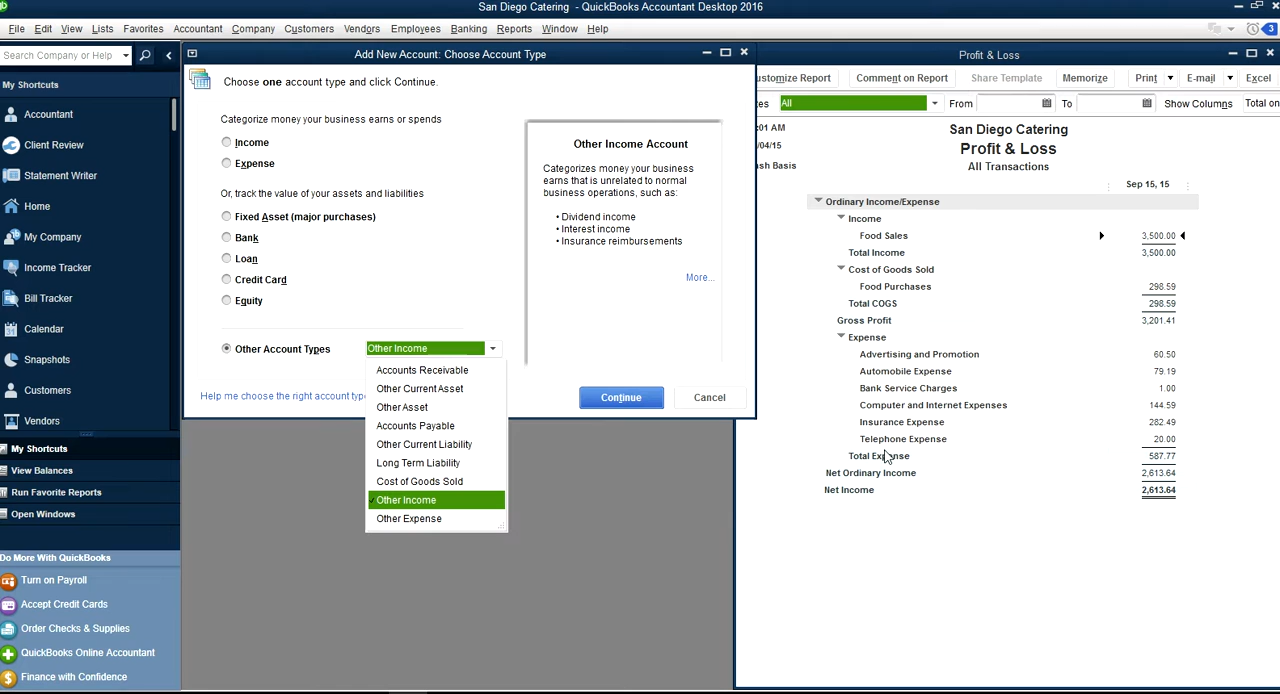 San Diego Catering - QuickBooks Accountant Desktop 2016
File Edit View Lists Favorites Accountant Company Customers Vendors Employees Banking Reports Window Help
3
Search Company or Help
My Shortcuts
Accountant
Client Review
Statement Writer
Home
My Company
Income Tracker
Bill Tracker
Calendar
Snapshots
Customers
Vendors
My Shortcuts
View Balances
Run Favorite Reports
Open Windows
Do More With QuickBooks
Turn on Payroll
Accept Credit Cards
Order Checks & Supplies
QuickBooks Online Accountant
Finance with Confidence
Add New Account: Choose Account Type
Choose one account type and click Continue.
Categorize money your business earns or spends
Income
Expense
Or, track the value of your assets and liabilities
Fixed Asset (major purchases)
Bank
Loan
Credit Card
Equity
Other Account Types Other Income
Accounts Receivable
Other Current Asset
Other Asset
Accounts Payable
Other Current Liability
Long Term Liability
Cost of Goods Sold
Other Income
Other Expense
Help me choose the right account typ
Other Income Account
Categorizes money your business
earns that is unrelated to normal
business operations, such as:
• Dividend income
• Interest income
• Insurance reimbursements
More...
Continue Cancel
Profit & Loss
ustomize Report Comment on Report Share Template Memorize Print E-mail Excel
es All From To Show Columns Total on
:01 AM
/04/15
sh Basis
San Diego Catering
Profit & Loss
All Transactions
Sep 15, 15
Ordinary Income/Expense
Income
Food Sales 3,500.00
Total Income 3,500.00
Cost of Goods Sold
Food Purchases 298.59
Total COGS 298.59
Gross Profit 3,201.41
Expense
Advertising and Promotion 60.50
Automobile Expense 79.19
Bank Service Charges 1.00
Computer and Internet Expenses 144.59
Insurance Expense 282.49
Telephone Expense 20.00
Total Expense 587.77
Net Ordinary Income 2,613.64
Net Income 2,613.64